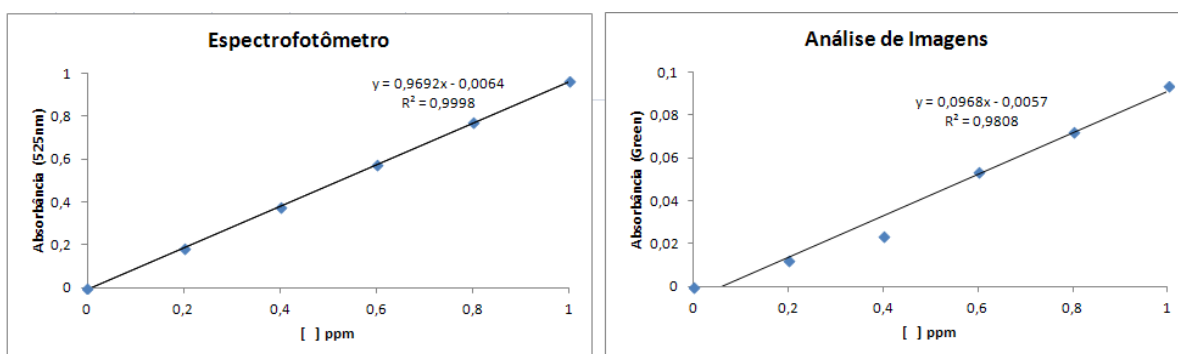 Espectrofotômetro
y = 0,9692x - 0,0064
R² = 0,9998
Absorbância (525nm)
1
0,8
0,6
0,4
0,2
0
0 0,2 0,4 0,6 0,8 1
[ ] ppm
Análise de Imagens
y = 0,0968x - 0,0057
R² = 0,9808
Absorbância (Green)
0,1
0,08
0,06
0,04
0,02
0
0 0,2 0,4 0,6 0,8 1
[ ] ppm